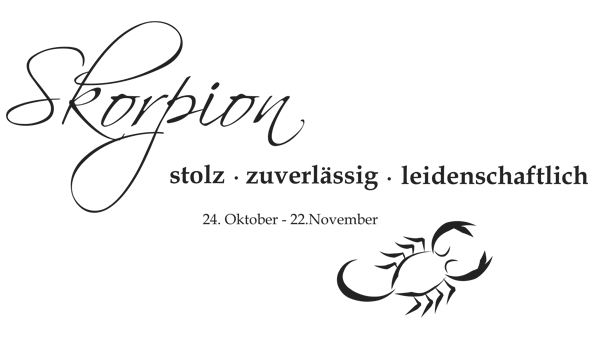 Skorpion
stolz · zuverlässig · leidenschaftlich
24. Oktober - 22.November